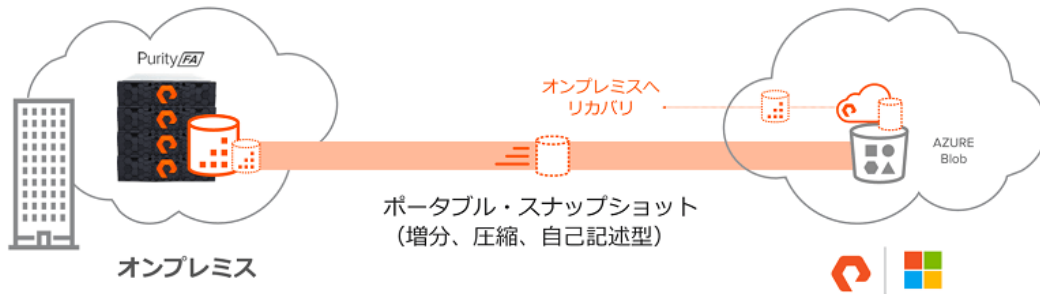 Purity//FA
オンプレミスへ
リカバリ
AZURE
Blob
ポータブル・スナップショット
（増分、圧縮、自己記述型）
オンプレミス